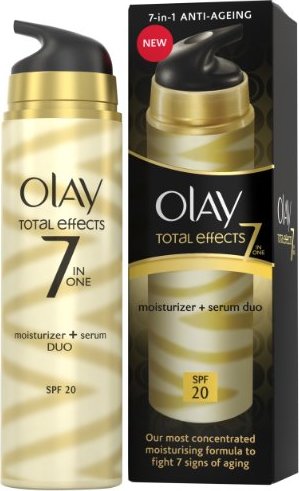 OLAY
TOTAL EFFECTS
7 IN
ONE
moisturizer + serum
DUO
SPF 20
7-in-1 ANTI-AGEING
NEW
OLAY
TOTAL EFFECTS 7 IN
ONE
moisturizer + serum duo
SPF
20
Our most concentrated
moisturising formula to
fight 7 signs of aging